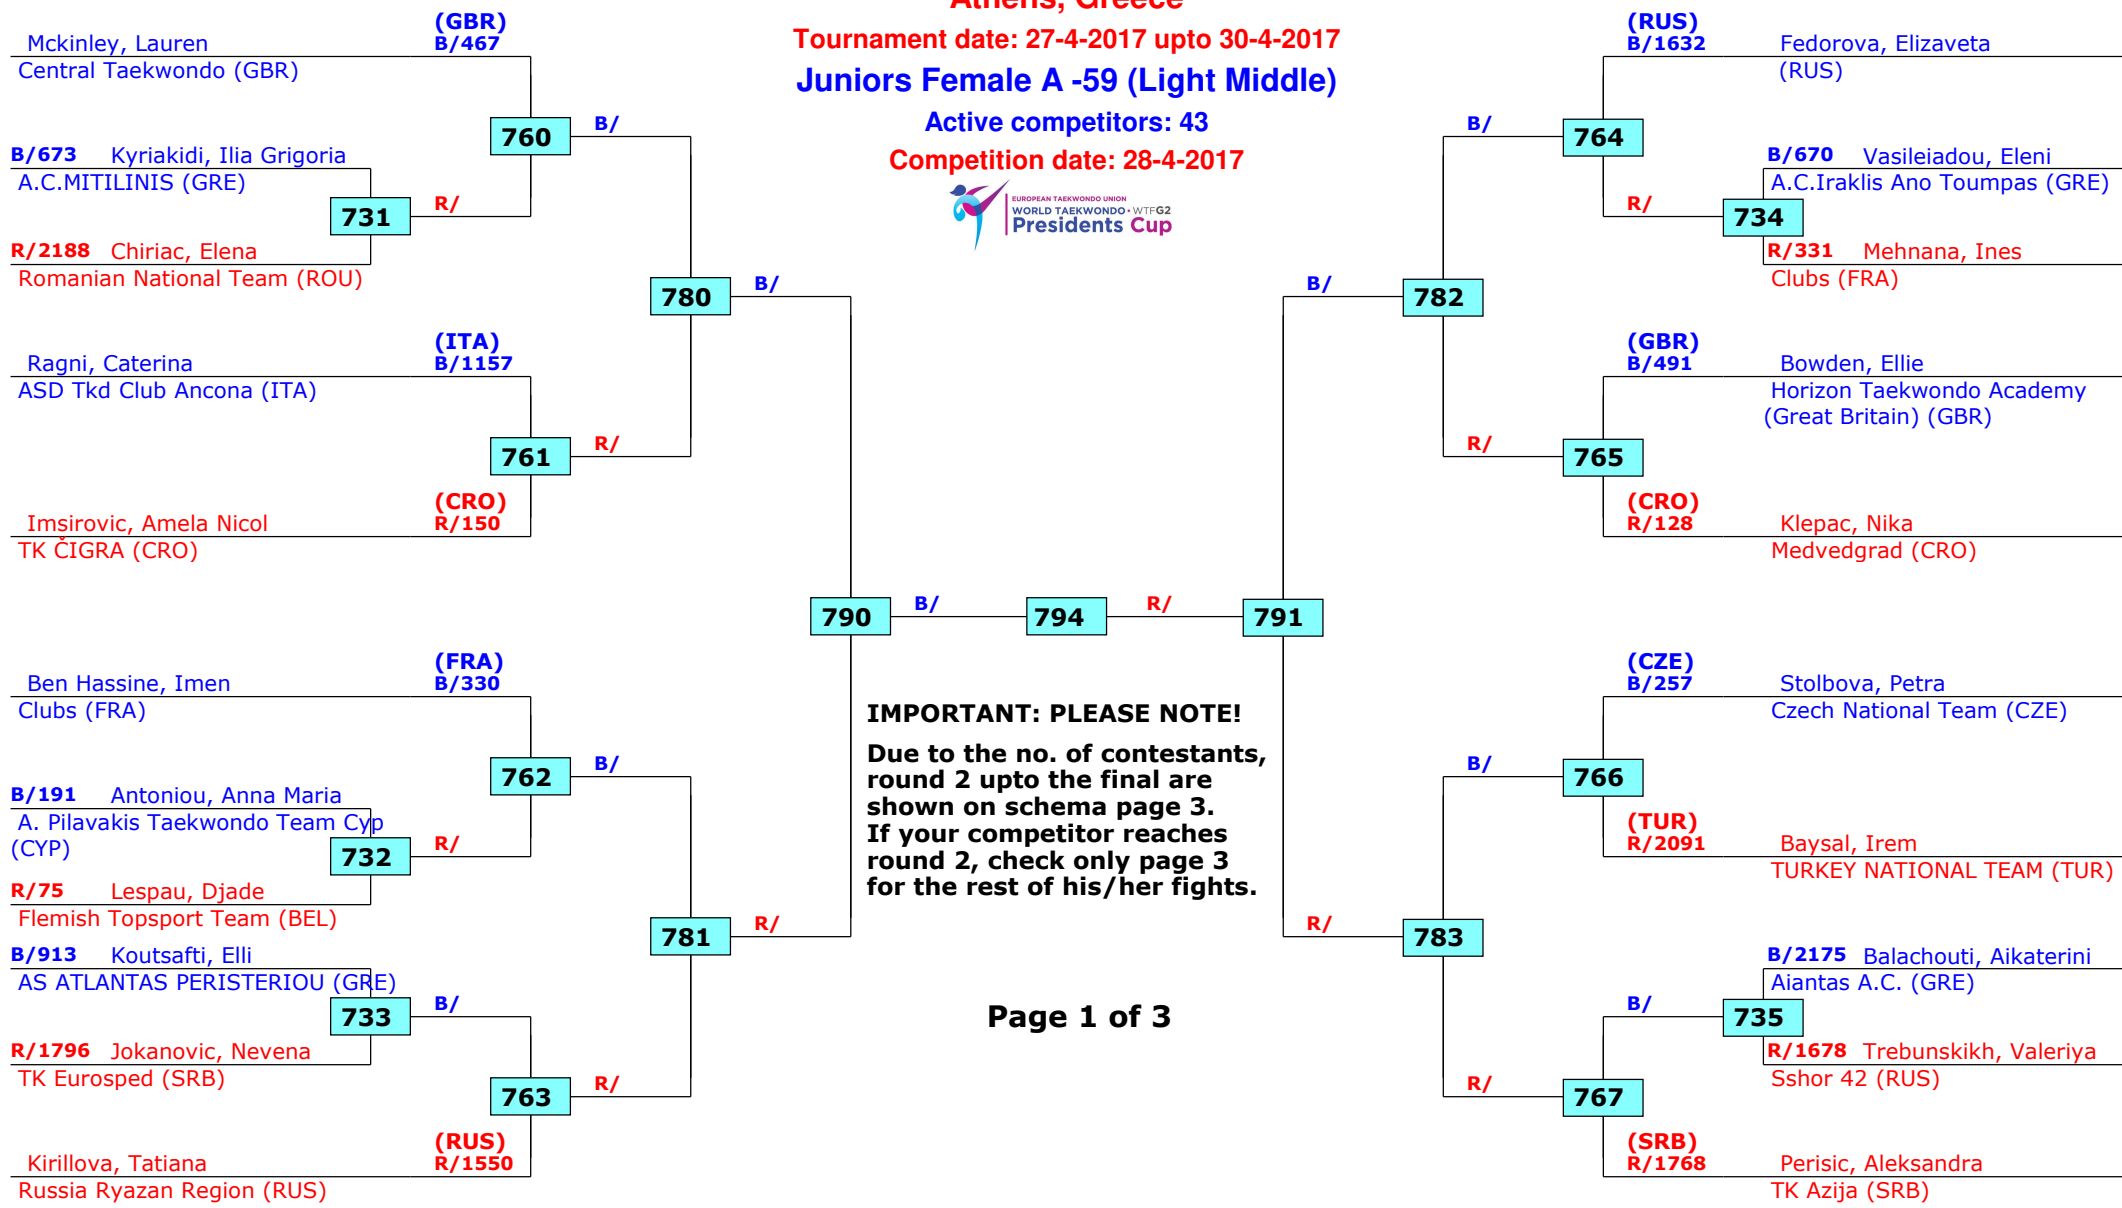 Athens, Greece
Tournament date: 27-4-2017 upto 30-4-2017
Juniors Female A -59 (Light Middle)
Active competitors: 43
Competition date: 28-4-2017
EUROPEAN TAEKWONDO UNION
WORLD TAEKWONDO • WTFG2
Presidents Cup
(GBR)
Mckinley, Lauren B/467
Central Taekwondo (GBR)
760 B/
B/673 Kyriakidi, Ilia Grigoria
A.C.MITILINIS (GRE)
731 R/
R/2188 Chiriac, Elena
Romanian National Team (ROU)
780 B/
(ITA)
Ragni, Caterina B/1157
ASD Tkd Club Ancona (ITA)
761 R/
(CRO)
Imsirovic, Amela Nicol R/150
TK ČIGRA (CRO)
790 B/ 794 R/ 791
(FRA)
Ben Hassine, Imen B/330
Clubs (FRA)
762 B/
B/191 Antoniou, Anna Maria
A. Pilavakis Taekwondo Team Cyp
(CYP)
732 R/
R/75 Lespau, Djade
Flemish Topsport Team (BEL)
781 R/
B/913 Koutsafti, Elli
AS ATLANTAS PERISTERIOU (GRE)
733 B/
R/1796 Jokanovic, Nevena
TK Eurosped (SRB)
763 R/
(RUS)
Kirillova, Tatiana R/1550
Russia Ryazan Region (RUS)
IMPORTANT: PLEASE NOTE!
Due to the no. of contestants,
round 2 upto the final are
shown on schema page 3.
If your competitor reaches
round 2, check only page 3
for the rest of his/her fights.
Page 1 of 3
(RUS)
B/1632 Fedorova, Elizaveta
(RUS)
B/ 764
B/670 Vasileiadou, Eleni
A.C.Iraklis Ano Toumpas (GRE)
R/ 734
R/331 Mehnana, Ines
Clubs (FRA)
B/ 782
(GBR)
B/491 Bowden, Ellie
Horizon Taekwondo Academy
(Great Britain) (GBR)
R/ 765
(CRO)
R/128 Klepac, Nika
Medvedgrad (CRO)
(CZE)
B/257 Stolbova, Petra
Czech National Team (CZE)
B/ 766
(TUR)
R/2091 Baysal, Irem
TURKEY NATIONAL TEAM (TUR)
R/ 783
B/2175 Balachouti, Aikaterini
Aiantas A.C. (GRE)
B/ 735
R/1678 Trebunskikh, Valeriya
Sshor 42 (RUS)
R/ 767
(SRB)
R/1768 Perisic, Aleksandra
TK Azija (SRB)